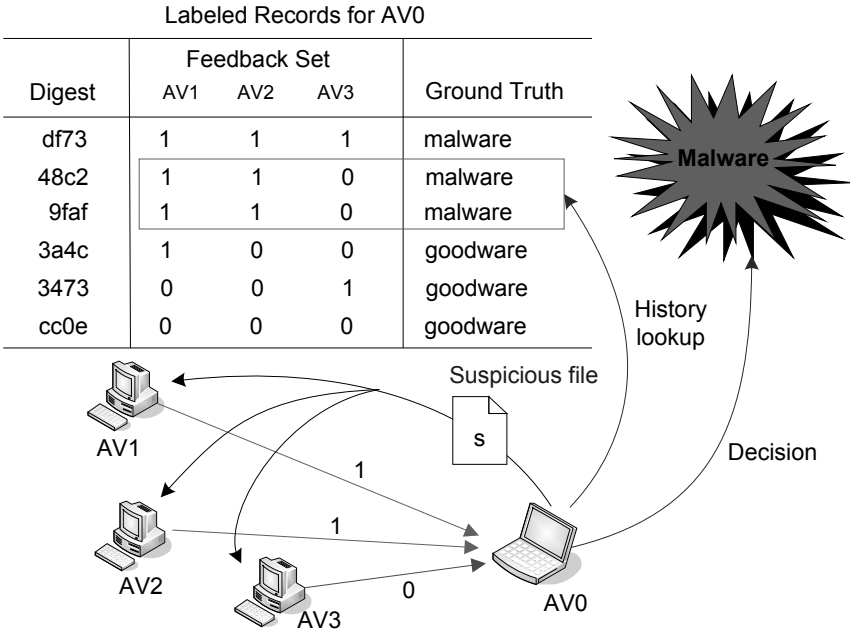 Labeled Records for AV0
Feedback Set
Digest AV1 AV2 AV3 Ground Truth
df73 1 1 1 malware
48c2 1 1 0 malware
9faf 1 1 0 malware
3a4c 1 0 0 goodware
3473 0 0 1 goodware
cc0e 0 0 0 goodware
Malware
History
lookup
Suspicious file
s
Decision
AV1
1
1
AV2
0
AV3
AV0